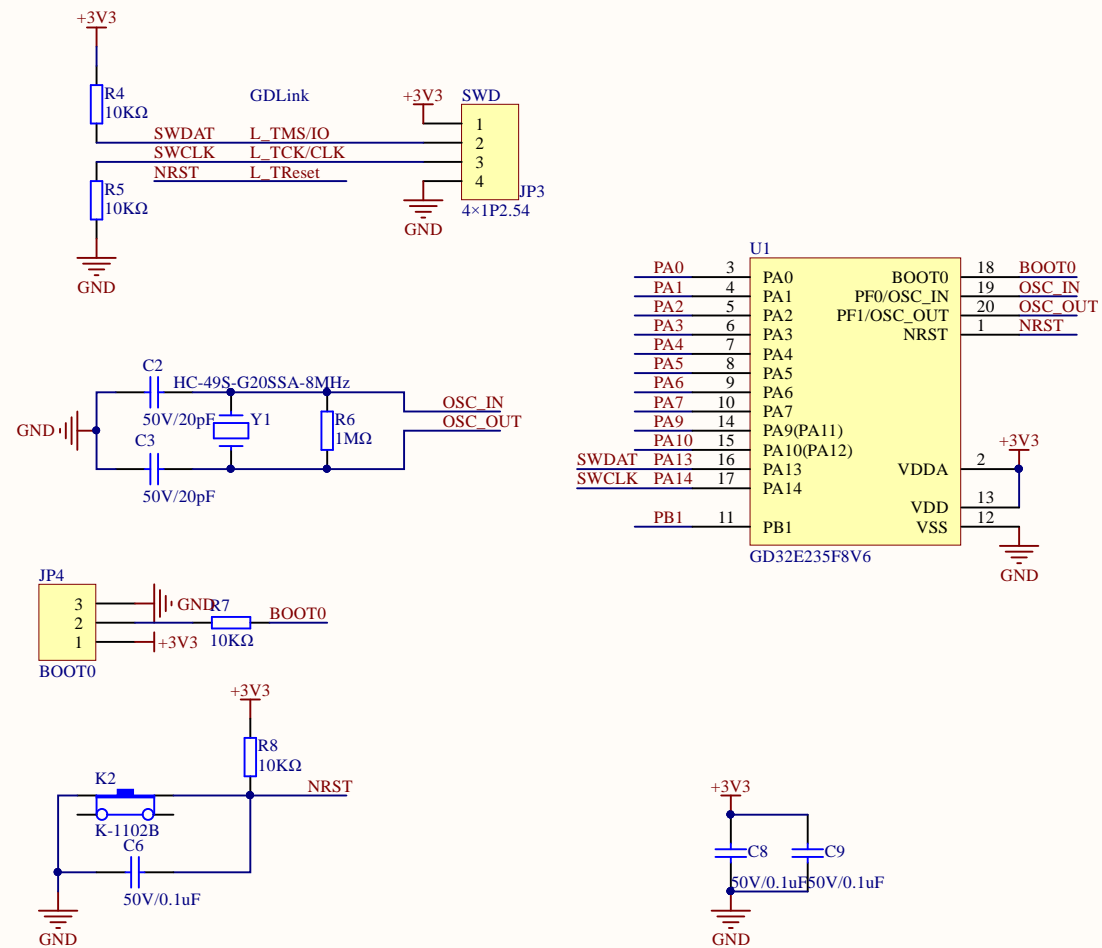 +3V3
R4
10KΩ
GDLink
+3V3
SWD
SWDAT L_TMS/IO
SWCLK L_TCK/CLK
NRST L_TReset
1
2
3
4
R5
10KΩ
JP3
4×1P2.54
GND
GND
C2
HC-49S-G20SSA-8MHz
50V/20pF
Y1
R6
1MΩ
OSC_IN
OSC_OUT
GND
C3
50V/20pF
U1
PA0 3 PA0
PA1 4 PA1
PA2 5 PA2
PA3 6 PA3
PA4 7 PA4
PA5 8 PA5
PA6 9 PA6
PA7 10 PA7
PA9 14 PA9(PA11)
PA10 15 PA10(PA12)
SWDAT PA13 16 PA13
SWCLK PA14 17 PA14
PB1 11 PB1
BOOT0 18 BOOT0
PF0/OSC_IN 19 OSC_IN
PF1/OSC_OUT 20 OSC_OUT
NRST 1 NRST
+3V3
VDDA 2
VDD 13
VSS 12
GD32E235F8V6
GND
JP4
3
2
1
GND
R7
10KΩ
BOOT0
+3V3
BOOT0
+3V3
R8
10KΩ
NRST
K2
K-1102B
C6
50V/0.1uF
GND
+3V3
C8
C9
50V/0.1uF
50V/0.1uF
GND